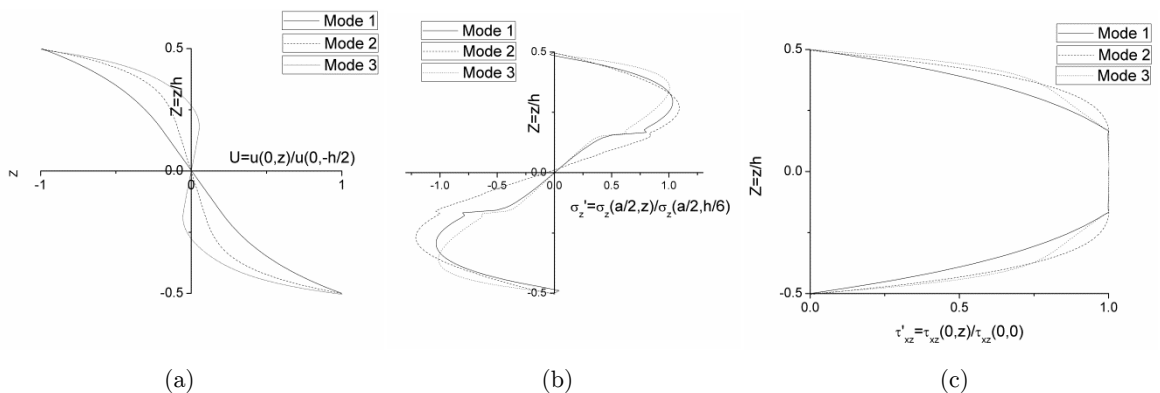 Mode 1
Mode 2
Mode 3
0.5
Z=z/h
U=u(0,z)/u(0,-h/2)
z
-1
0.0
0
1
-0.5
(a)
Mode 1
Mode 2
Mode 3
0.5
Z=z/h
-1.0
-0.5
0.0
0.0
0.5
1.0
σz'=σz(a/2,z)/σz(a/2,h/6)
-0.5
(b)
Mode 1
Mode 2
Mode 3
0.5
Z=z/h
0.0
-0.5
0.0
0.5
1.0
τ'xz=τxz(0,z)/τxz(0,0)
(c)